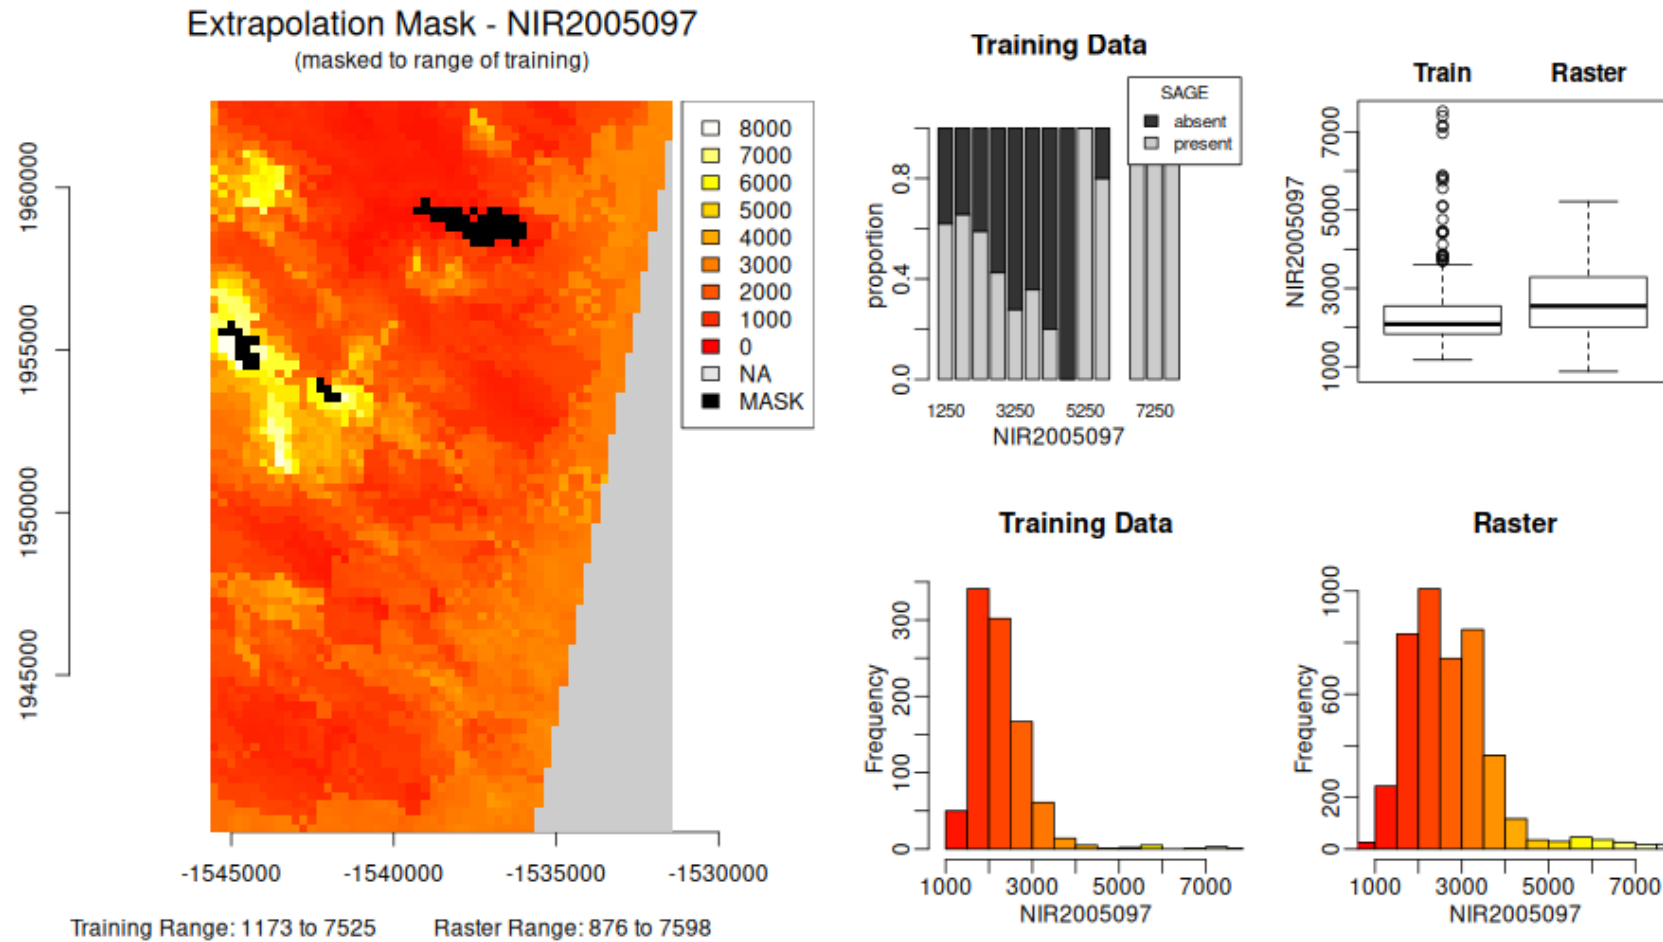 Extrapolation Mask - NIR2005097
(masked to range of training)
1960000
1955000
1950000
1945000
-1545000 -1540000 -1535000 -1530000
8000
7000
6000
5000
4000
3000
2000
1000
0
NA
MASK
Training Range: 1173 to 7525 Raster Range: 876 to 7598
Training Data
SAGE
absent
present
proportion
0.8
0.4
0.0
1250 3250 5250 7250
NIR2005097
Train Raster
NIR2005097
7000
5000
3000
1000
Training Data
Frequency
300
200
100
0
1000 3000 5000 7000
NIR2005097
Raster
Frequency
1000
600
200
0
1000 3000 5000 7000
NIR2005097